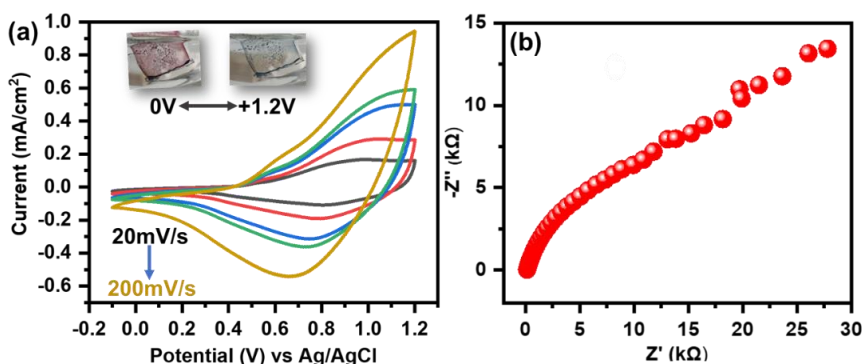 (a)
Current (mA/cm²)
1.0
0.8
0.6
0.4
0.2
0.0
-0.2
-0.4
-0.6
0V
+1.2V
20mV/s
200mV/s
-0.2 0.0 0.2 0.4 0.6 0.8 1.0 1.2
Potential (V) vs Ag/AgCl
(b)
-Z'' (kΩ)
15
10
5
0
0 5 10 15 20 25 30
Z' (kΩ)